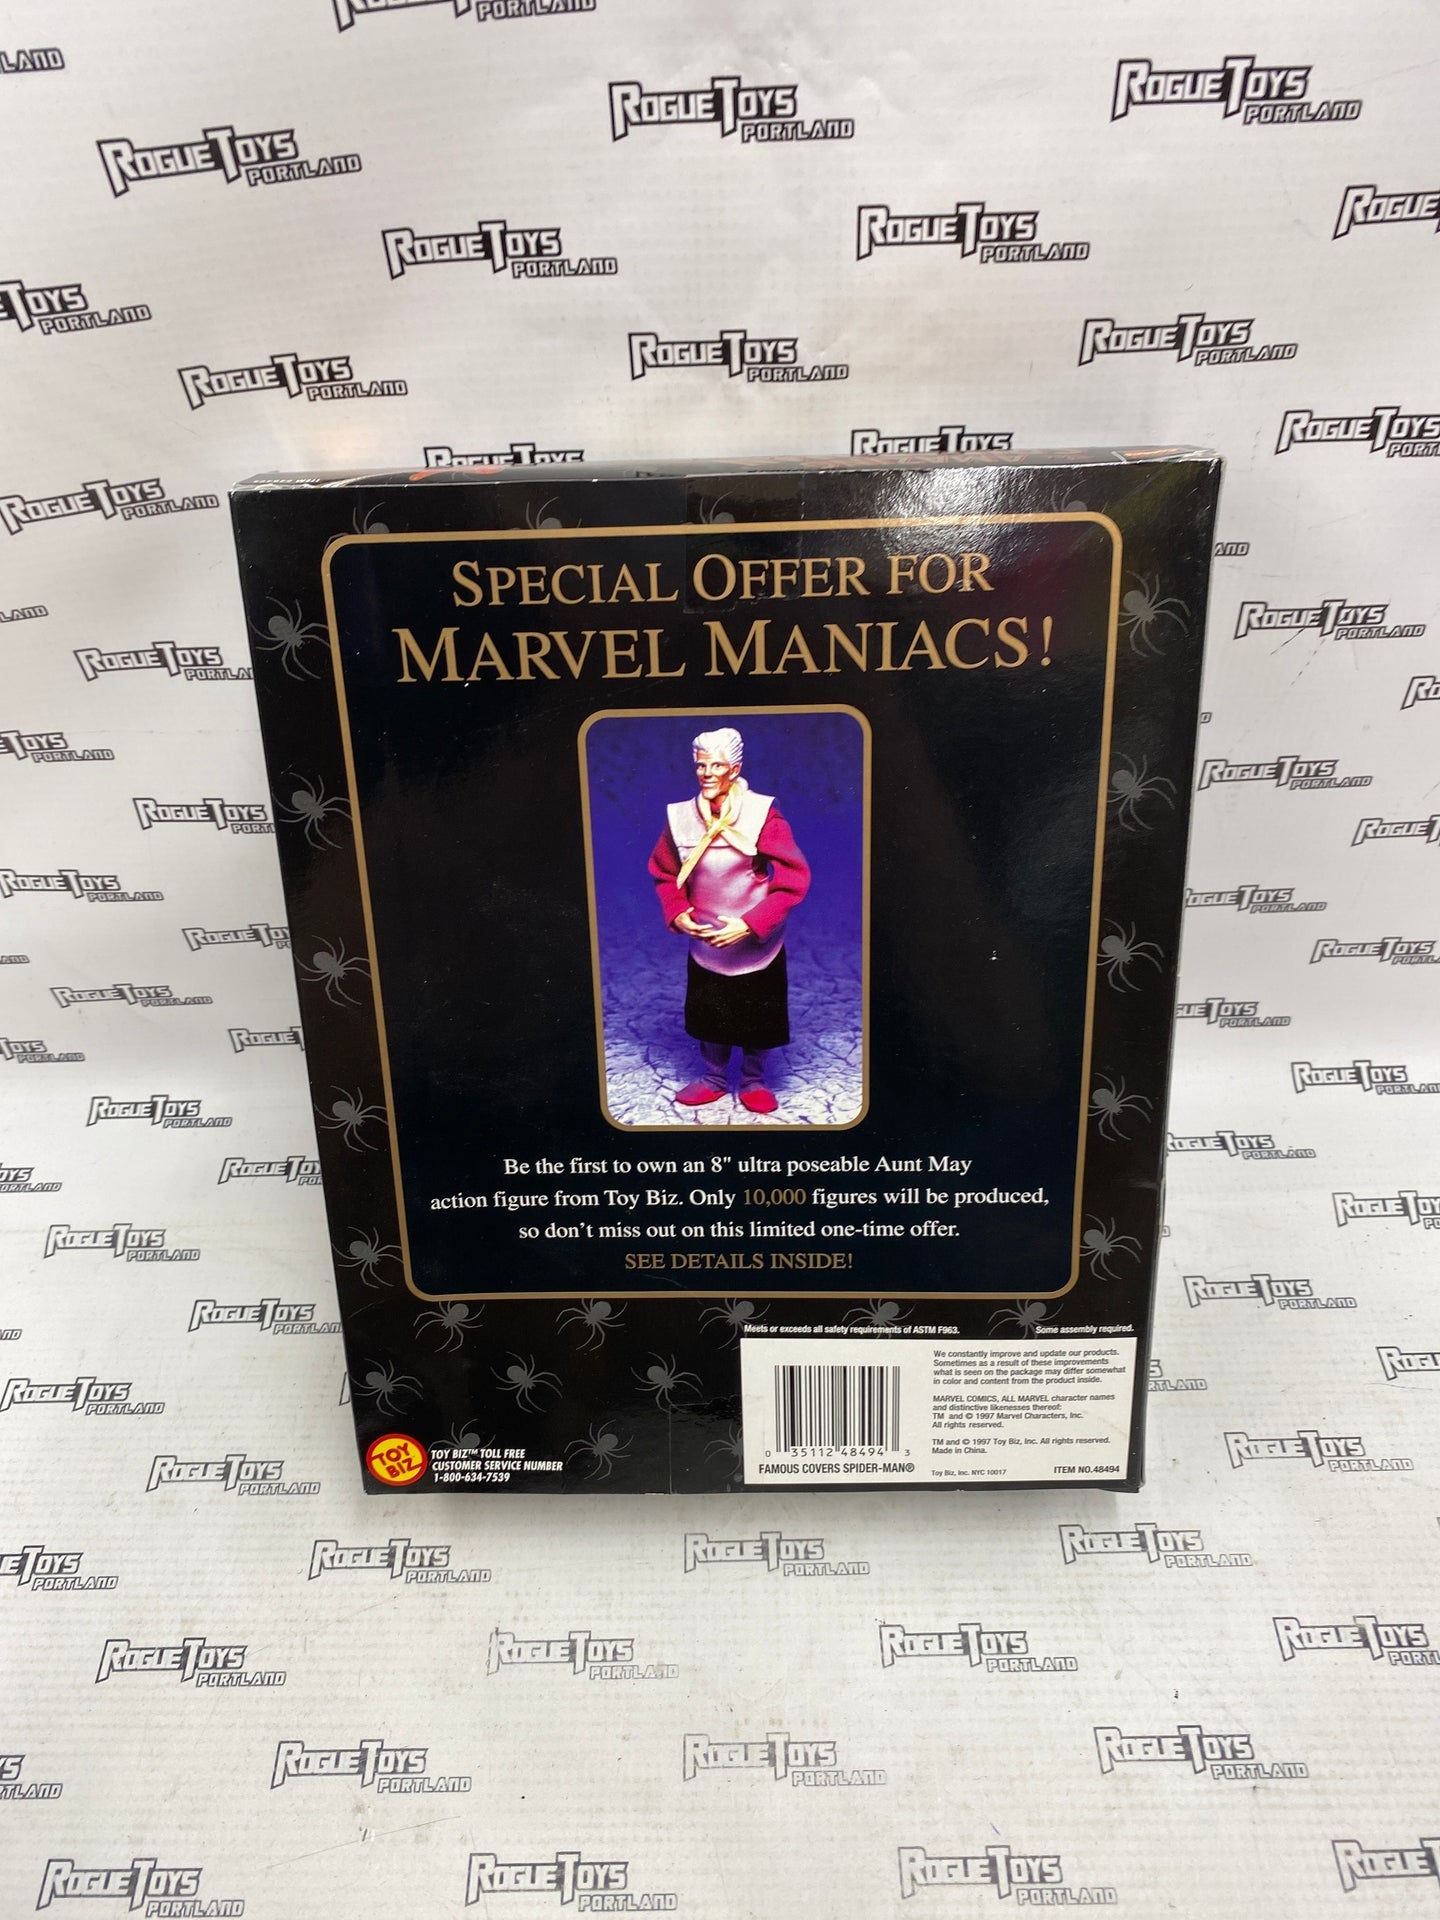 SPECIAL OFFER FOR
MARVEL MANIACS!
Be the first to own an 8" ultra poseable Aunt May
action figure from Toy Biz. Only 10,000 figures will be produced,
so don't miss out on this limited one-time offer.
SEE DETAILS INSIDE!
Meets or exceeds all safety requirements of ASTM F963.
Some assembly required.
We constantly improve and update our products.
Sometimes as a result of these improvements
what is seen on the package may differ somewhat
in color and content from the product inside.
MARVEL COMICS, ALL MARVEL character names
and distinctive likenesses thereof:
TM and © 1997 Marvel Characters, Inc.
All rights reserved.
TM and © 1997 Toy Biz, Inc. All rights reserved.
Made in China.
Toy Biz, Inc. NYC 10017
ITEM NO.48494
0 35112 48494 3
FAMOUS COVERS SPIDER-MAN®
TOY
BIZ
TOY BIZ™ TOLL FREE
CUSTOMER SERVICE NUMBER
1-800-634-7539
ROGUE TOYS
PORTLAND